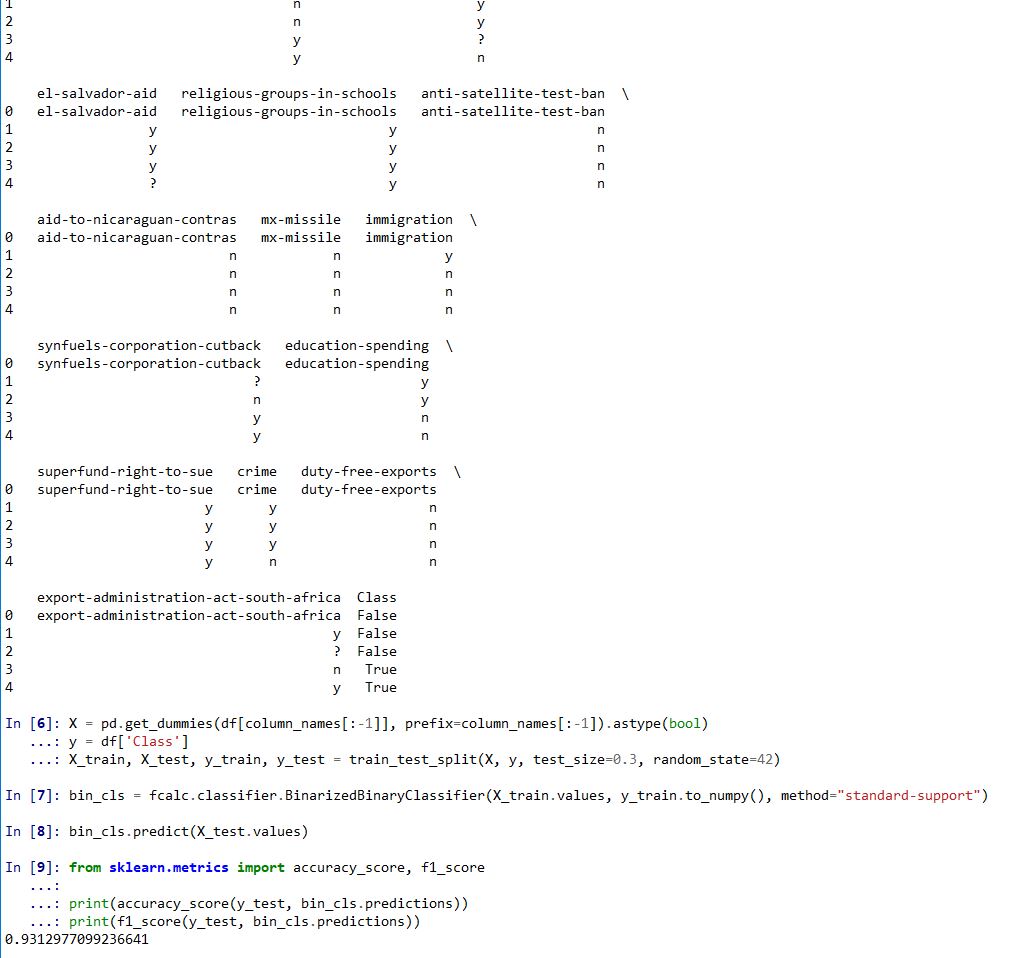 1 n y
2 n y
3 y ?
4 y n
el-salvador-aid religious-groups-in-schools anti-satellite-test-ban \
0 el-salvador-aid religious-groups-in-schools anti-satellite-test-ban
1 y y n
2 y y n
3 y y n
4 ? y n
aid-to-nicaraguan-contras mx-missile immigration \
0 aid-to-nicaraguan-contras mx-missile immigration
1 n n y
2 n n n
3 n n n
4 n n n
synfuels-corporation-cutback education-spending \
0 synfuels-corporation-cutback education-spending
1 ? y
2 n y
3 y n
4 y n
superfund-right-to-sue crime duty-free-exports \
0 superfund-right-to-sue crime duty-free-exports
1 y y n
2 y y n
3 y y n
4 y n n
export-administration-act-south-africa Class
0 export-administration-act-south-africa False
1 y False
2 ? False
3 n True
4 y True
In [6]: X = pd.get_dummies(df[column_names[:-1]], prefix=column_names[:-1]).astype(bool)
...: y = df['Class']
...: X_train, X_test, y_train, y_test = train_test_split(X, y, test_size=0.3, random_state=42)
In [7]: bin_cls = fcalc.classifier.BinarizedBinaryClassifier(X_train.values, y_train.to_numpy(), method="standard-support")
In [8]: bin_cls.predict(X_test.values)
In [9]: from sklearn.metrics import accuracy_score, f1_score
...:
...: print(accuracy_score(y_test, bin_cls.predictions))
...: print(f1_score(y_test, bin_cls.predictions))
0.9312977099236641